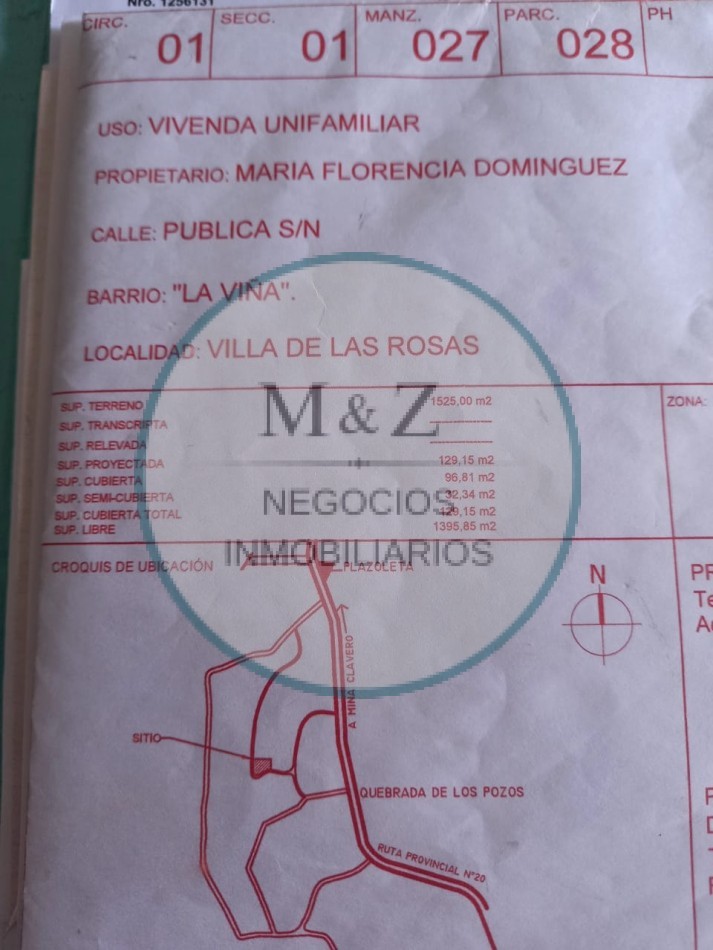 Nro. 1256131
CIRC. 01 SECC. 01 MANZ. 027 PARC. 028 PH
USO: VIVENDA UNIFAMILIAR
PROPIETARIO: MARIA FLORENCIA DOMINGUEZ
CALLE: PUBLICA S/N
BARRIO: "LA VIÑA".
LOCALIDAD: VILLA DE LAS ROSAS
SUP. TERRENO 1525,00 m2
ZONA:
SUP. TRANSCRIPTA
SUP. RELEVADA
SUP. PROYECTADA 129,15 m2
SUP. CUBIERTA 96,81 m2
SUP. SEMI-CUBIERTA 32,34 m2
SUP. CUBIERTA TOTAL 129,15 m2
SUP. LIBRE 1395,85 m2
M & Z
NEGOCIOS
INMOBILIARIOS
CROQUIS DE UBICACIÓN
PLAZOLETA
N
A MINA CLAVERO
SITIO
QUEBRADA DE LOS POZOS
RUTA PROVINCIAL N°20